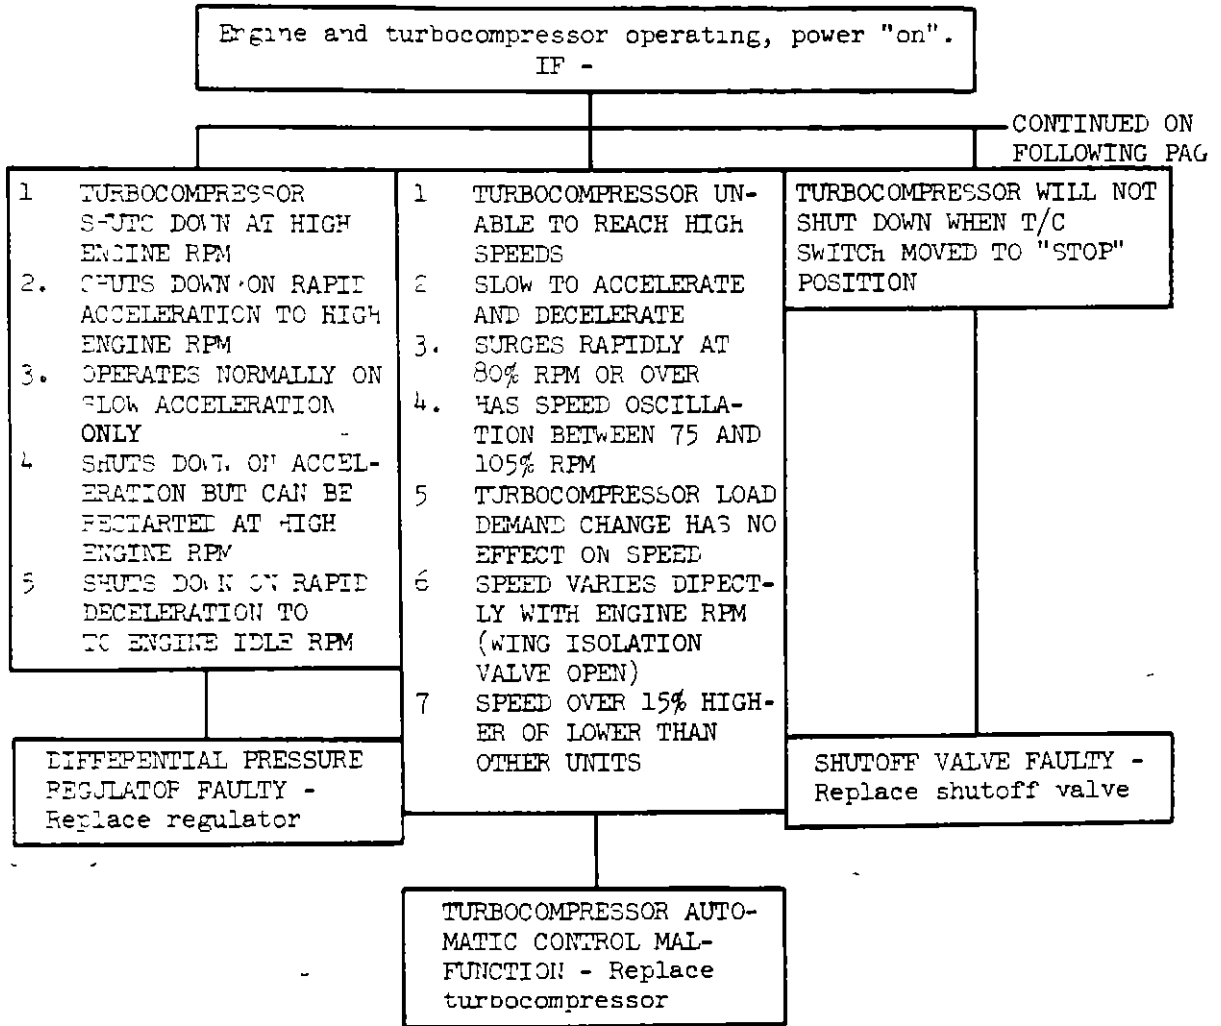 Engine and turbocompressor operating, power "on".
IF -
CONTINUED ON
FOLLOWING PAG
1 TURBOCOMPRESSOR
SHUTS DOWN AT HIGH
ENGINE RPM
2. SHUTS DOWN ON RAPID
ACCELERATION TO HIGH
ENGINE RPM
3. OPERATES NORMALLY ON
SLOW ACCELERATION
ONLY
4 SHUTS DOWN ON ACCEL-
ERATION BUT CAN BE
RESTARTED AT HIGH
ENGINE RPM
5 SHUTS DOWN ON RAPID
DECELERATION TO
TO ENGINE IDLE RPM
1 TURBOCOMPRESSOR UN-
ABLE TO REACH HIGH
SPEEDS
2 SLOW TO ACCELERATE
AND DECELERATE
3. SURGES RAPIDLY AT
80% RPM OR OVER
4. HAS SPEED OSCILLA-
TION BETWEEN 75 AND
105% RPM
5 TURBOCOMPRESSOR LOAD
DEMAND CHANGE HAS NO
EFFECT ON SPEED
6 SPEED VARIES DIRECT-
LY WITH ENGINE RPM
(WING ISOLATION
VALVE OPEN)
7 SPEED OVER 15% HIGH-
ER OF LOWER THAN
OTHER UNITS
TURBOCOMPRESSOR WILL NOT
SHUT DOWN WHEN T/C
SWITCH MOVED TO "STOP"
POSITION
DIFFERENTIAL PRESSURE
REGULATOR FAULTY -
Replace regulator
SHUTOFF VALVE FAULTY -
Replace shutoff valve
TURBOCOMPRESSOR AUTO-
MATIC CONTROL MAL-
FUNCTION - Replace
turbocompressor